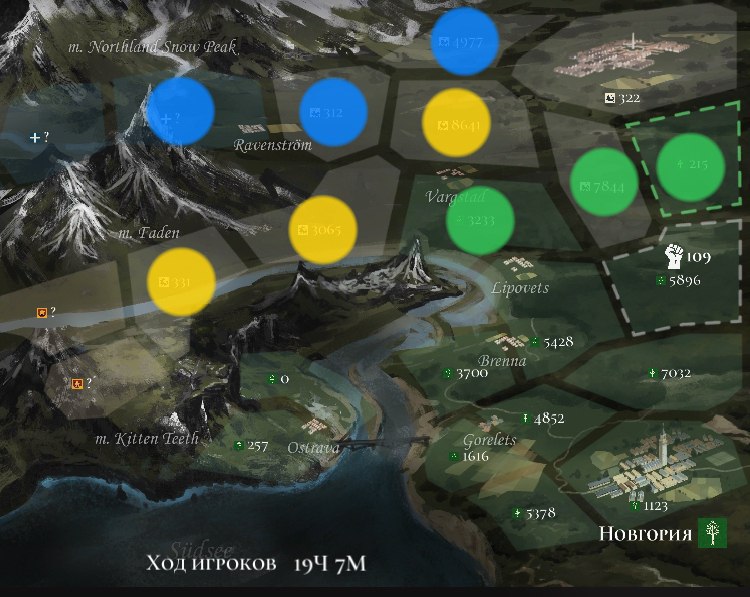 4977
m. Northland Snow Peak
322
?
312
8641
?
Ravenström
215
7844
Vargstad
3233
3065
m. Faden
109
331
5896
Lipovets
?
5428
Brenna
3700
7032
0
?
4852
m. Kitten Teeth
257
Ostrava
Gorelets
1616
1123
5378
Новгория
Südsee
Ход игроков 19Ч 7М